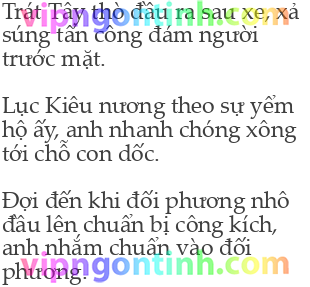 Trát Tây thò đầu ra sau xe, xả
súng tấn công đám người
trước mặt.
Lục Kiêu nương theo sự yểm
hộ ấy, anh nhanh chóng xông
tới chỗ con dốc.
Đợi đến khi đối phương nhô
đầu lên chuẩn bị công kích,
anh nhắm chuẩn vào đối
phương.
vipngontinh.com
vipngontinh.com